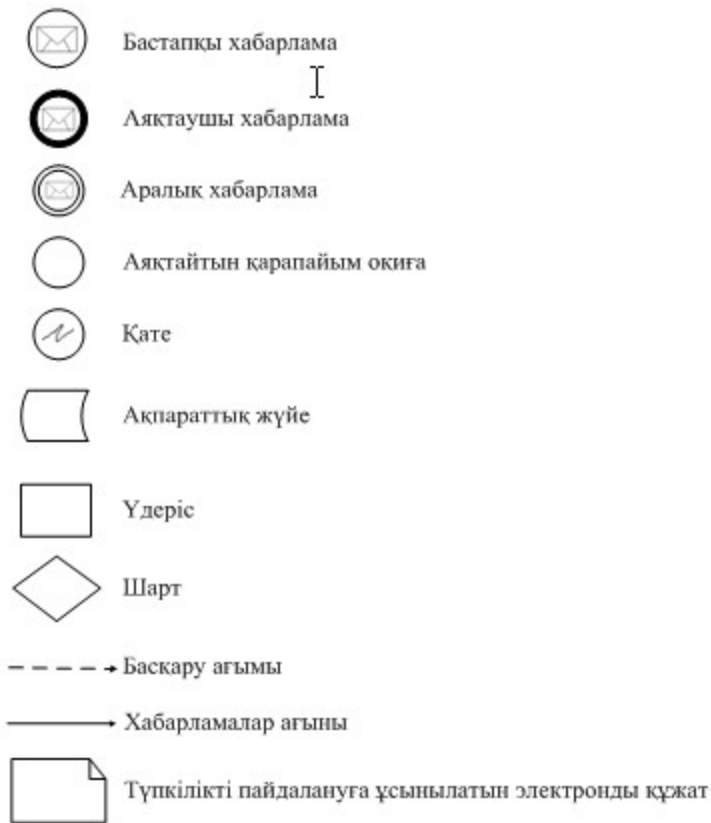 Бастапқы хабарлама
Аяқтаушы хабарлама
Аралық хабарлама
Аяқтайтын қарапайым оқиға
Қате
Ақпараттық жүйе
Үдеріс
Шарт
Басқару ағымы
Хабарламалар ағыны
Түпкілікті пайдалануға ұсынылатын электронды құжат